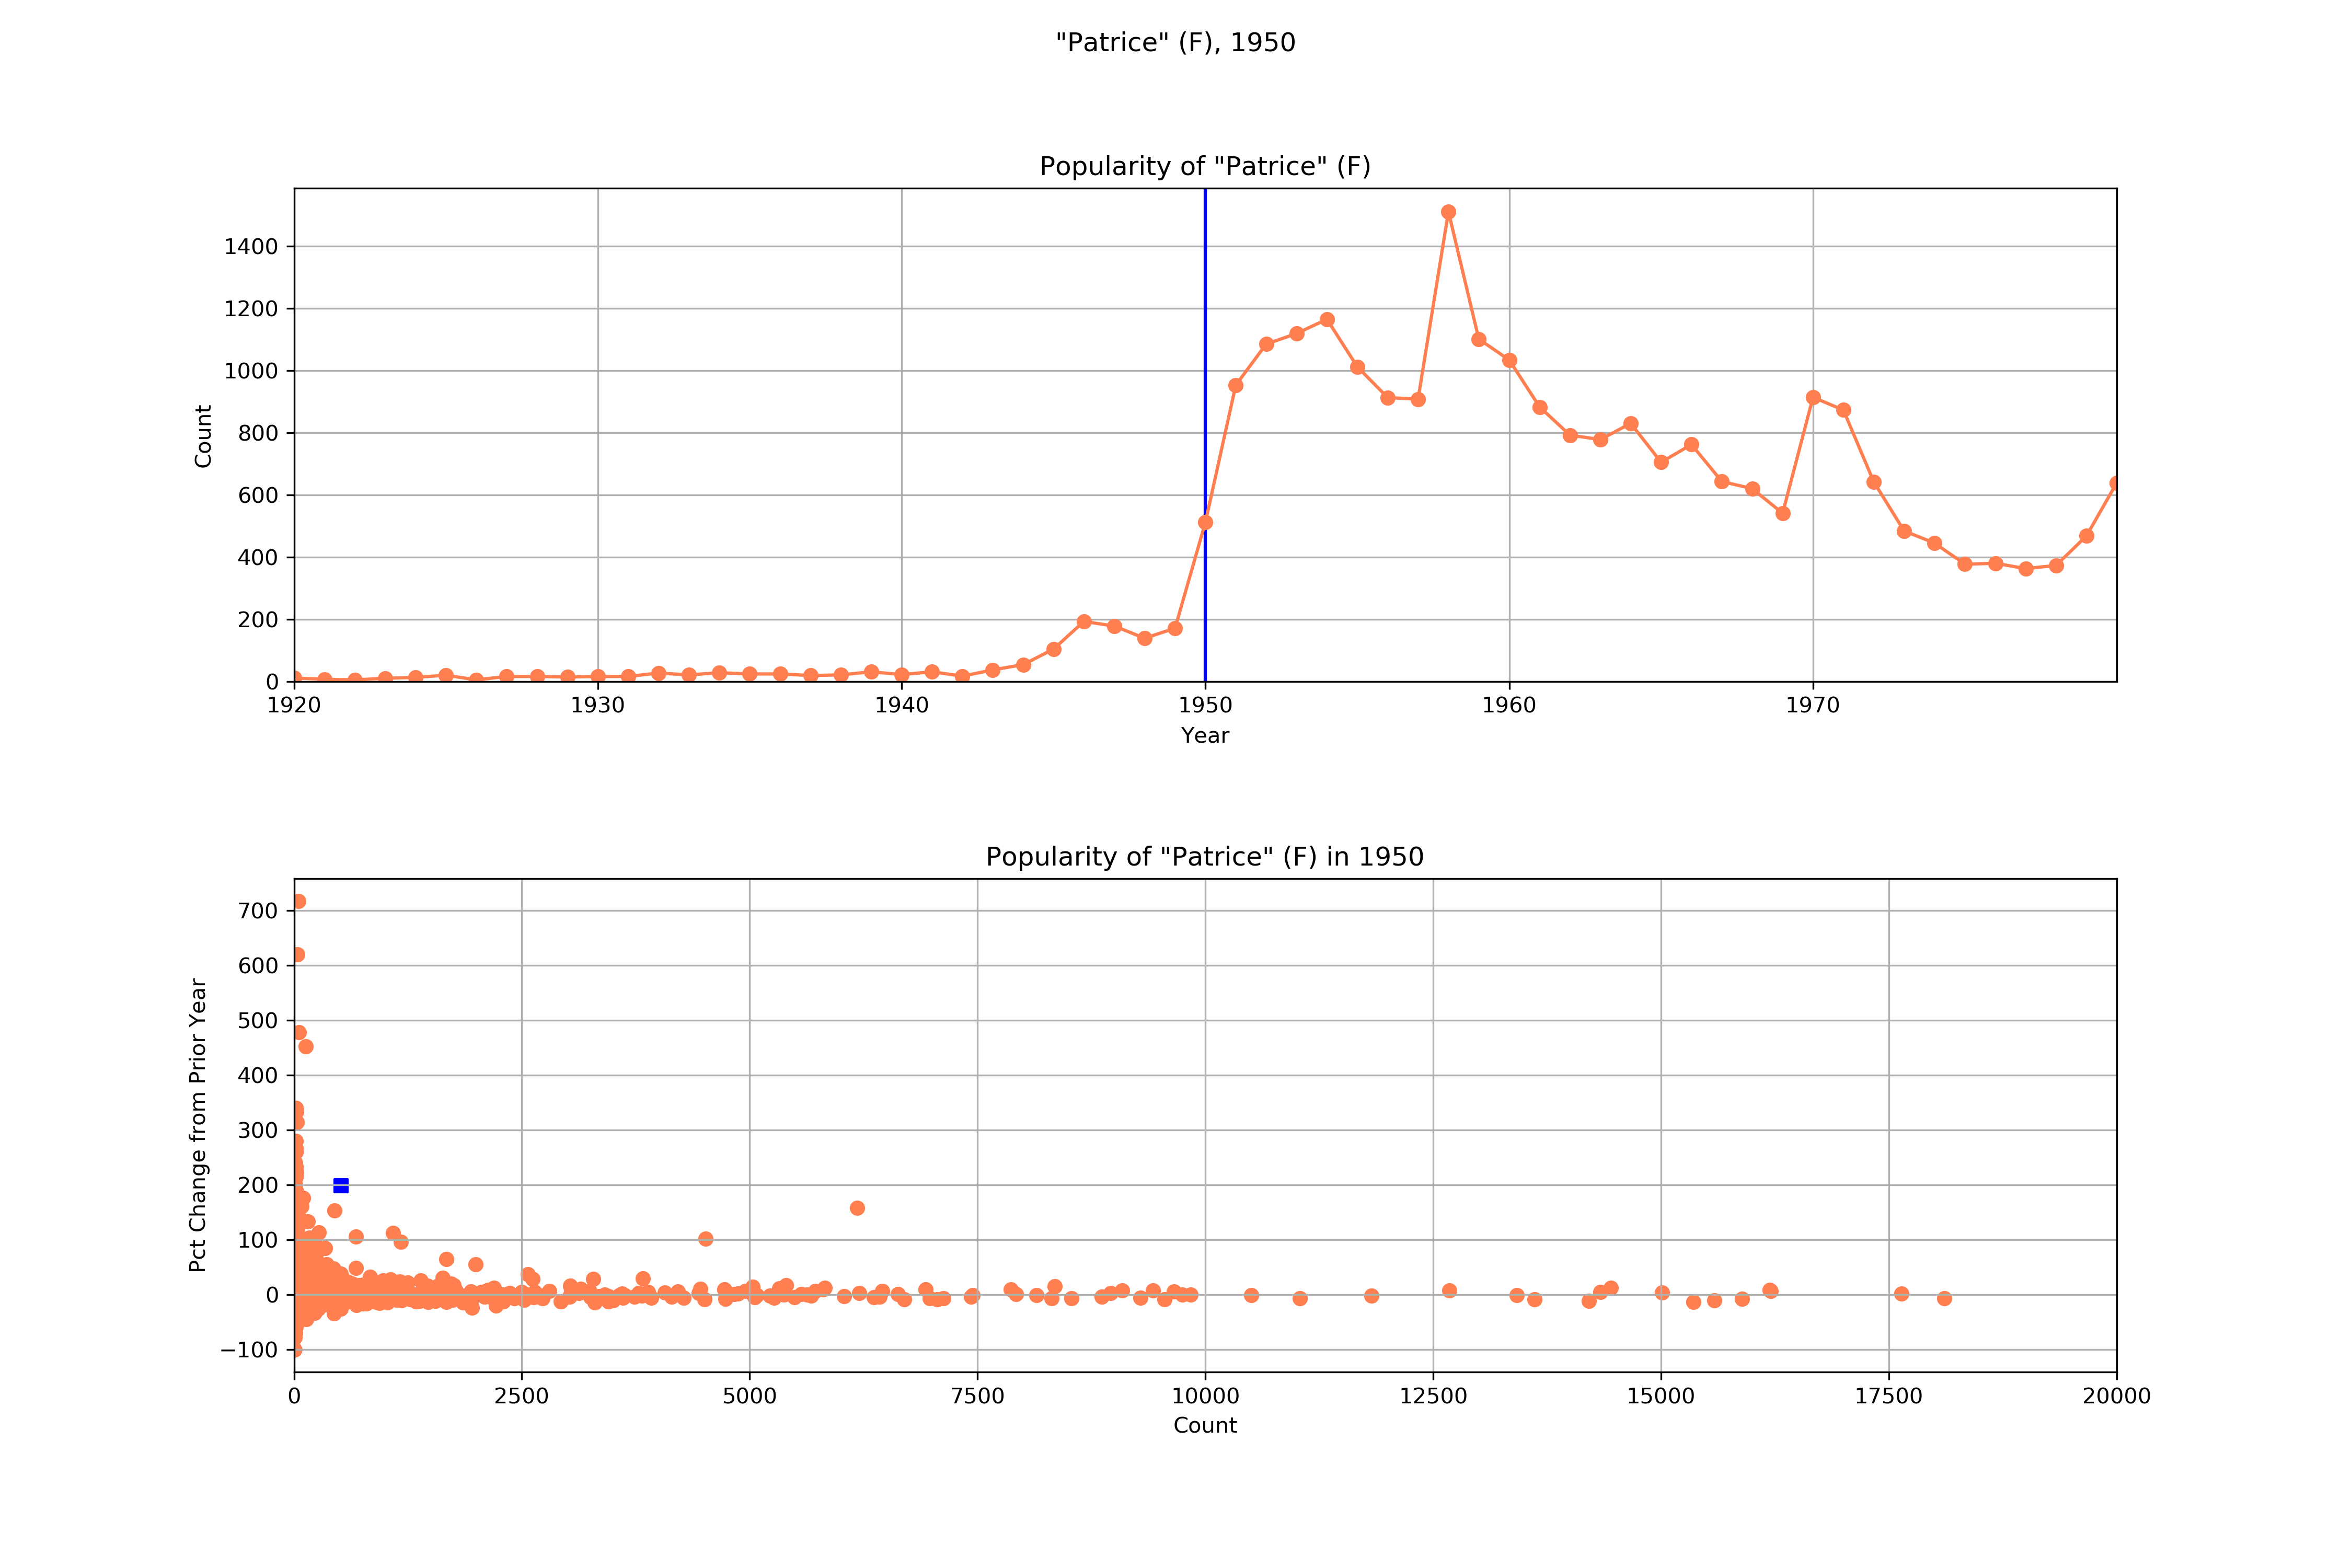 "Patrice" (F), 1950
Popularity of "Patrice" (F)
1400
1200
1000
800
600
400
200
0
Count
1920 1930 1940 1950 1960 1970
Year
Popularity of "Patrice" (F) in 1950
700
600
500
400
300
200
100
0
−100
Pct Change from Prior Year
0 2500 5000 7500 10000 12500 15000 17500 20000
Count